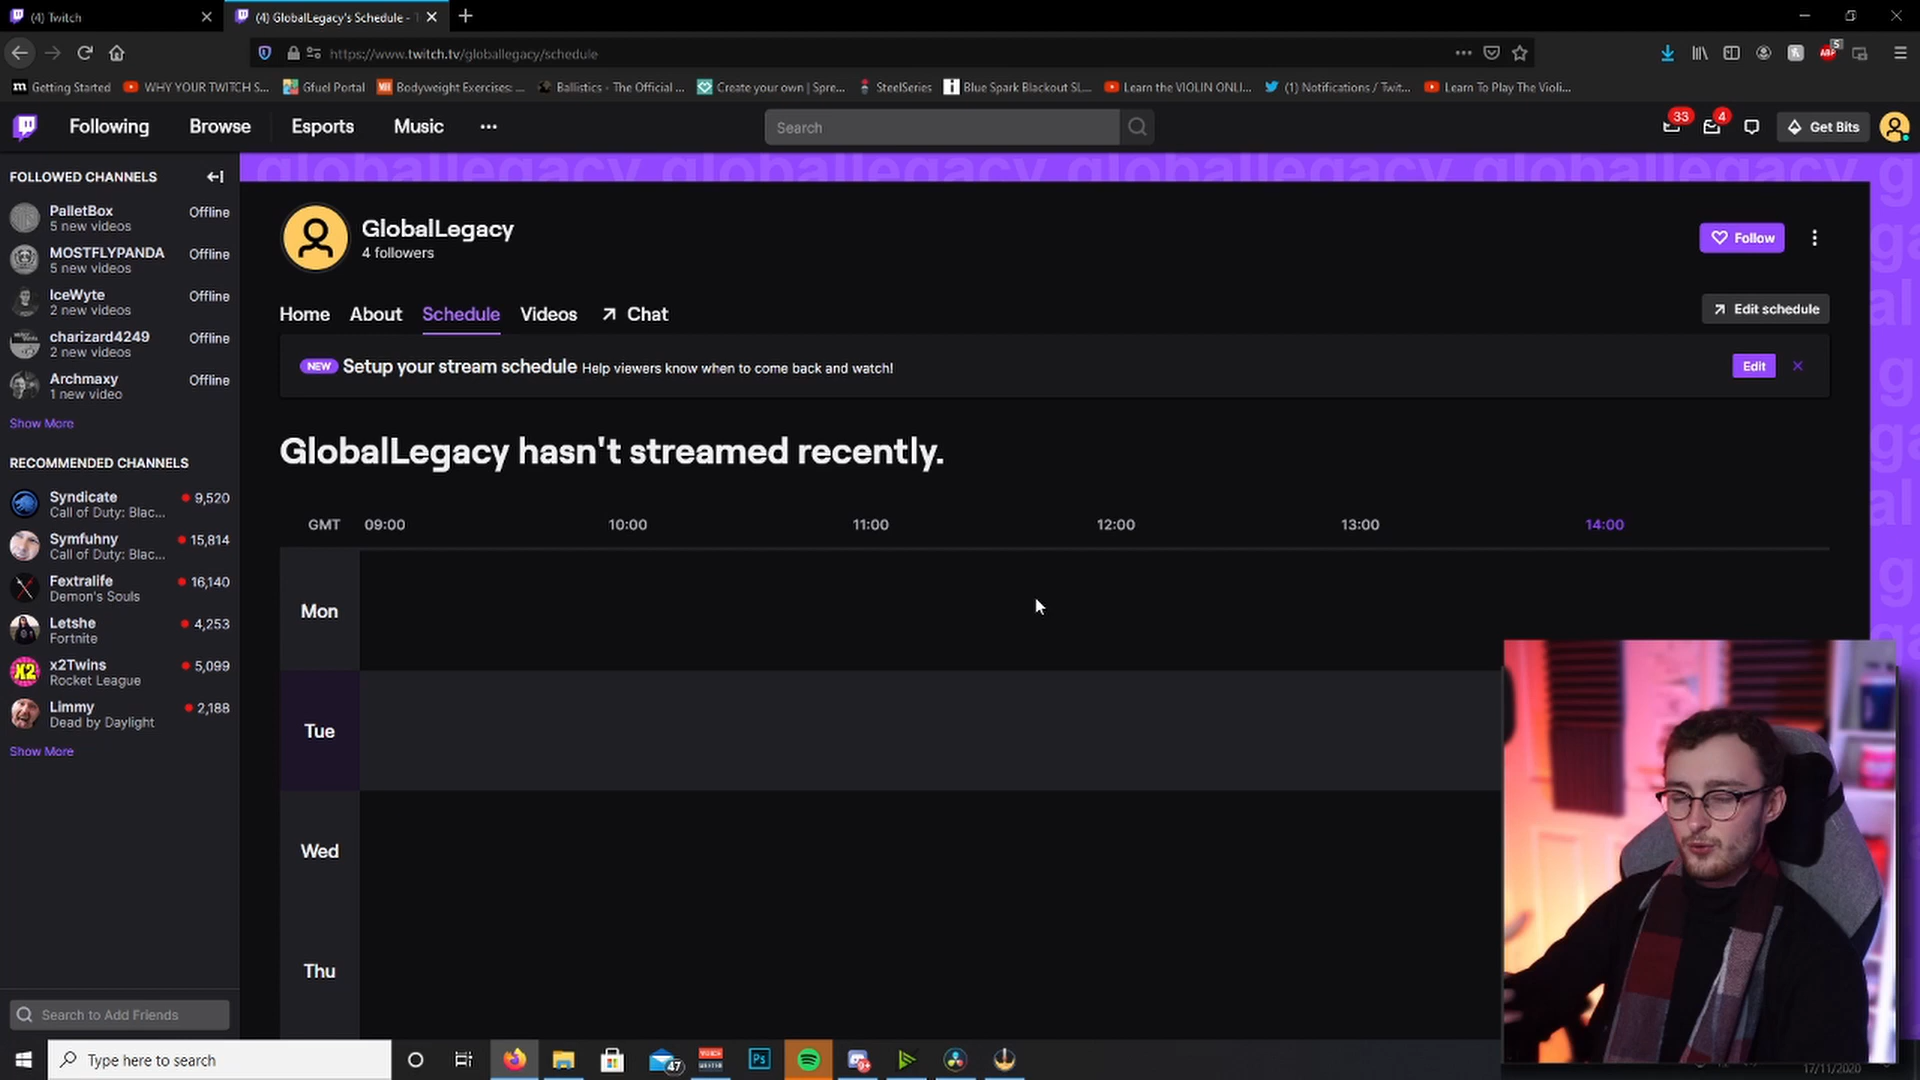 (4) Twitch
(4) GlobalLegacy's Schedule - T
https://www.twitch.tv/globallegacy/schedule
Getting Started
WHY YOUR TWITCH S...
Gfuel Portal
Bodyweight Exercises: ...
Ballistics - The Official ...
Create your own | Spre...
SteelSeries
Blue Spark Blackout SL...
Learn the VIOLIN ONLI...
(1) Notifications / Twit...
Learn To Play The Violi...
Following
Browse
Esports
Music
Search
33
4
Get Bits
globallegacy globallegacy globallegacy globallegacy g
FOLLOWED CHANNELS
PalletBox
Offline
5 new videos
MOSTFLYPANDA
Offline
5 new videos
IceWyte
Offline
2 new videos
charizard4249
Offline
2 new videos
Archmaxy
Offline
1 new video
Show More
RECOMMENDED CHANNELS
Syndicate
9,520
Call of Duty: Blac...
Symfuhny
15,814
Call of Duty: Blac...
Fextralife
16,140
Demon's Souls
Letshe
4,253
Fortnite
x2Twins
5,099
Rocket League
Limmy
2,188
Dead by Daylight
Show More
Search to Add Friends
GlobalLegacy
4 followers
Follow
Home
About
Schedule
Videos
Chat
Edit schedule
NEW Setup your stream schedule Help viewers know when to come back and watch!
Edit
GlobalLegacy hasn't streamed recently.
GMT 09:00 10:00 11:00 12:00 13:00 14:00
Mon
Tue
Wed
Thu
Type here to search
47
Ps
17/11/2020